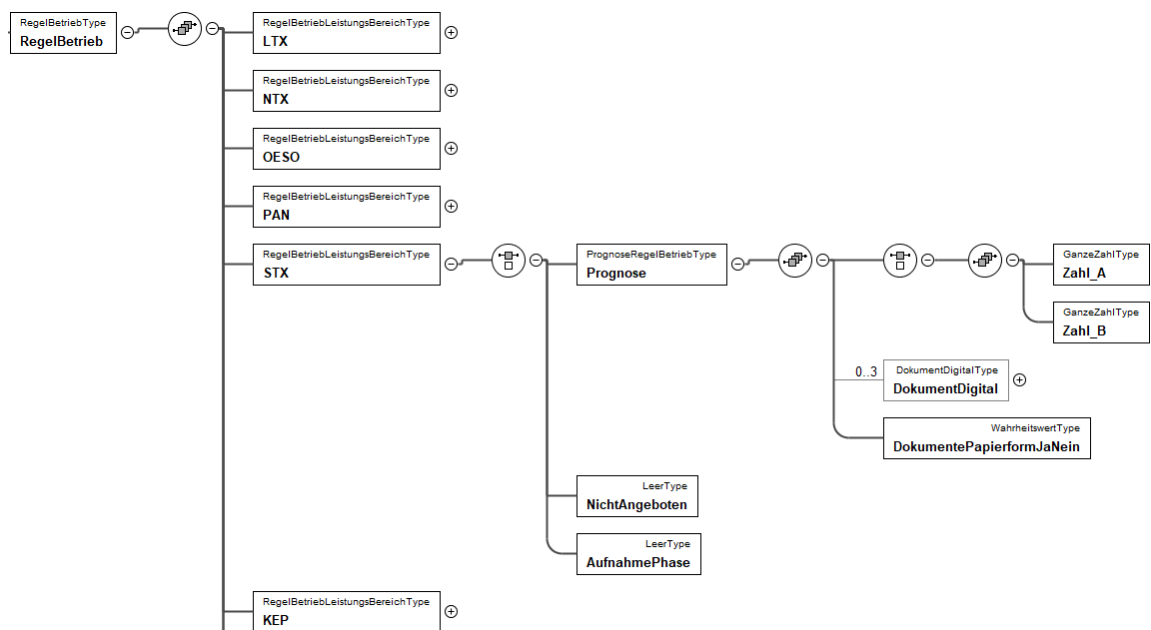 RegelBetriebType
RegelBetrieb
RegelBetriebLeistungsBereichType
LTX
RegelBetriebLeistungsBereichType
NTX
RegelBetriebLeistungsBereichType
OESO
RegelBetriebLeistungsBereichType
PAN
RegelBetriebLeistungsBereichType
STX
PrognoseRegelBetriebType
Prognose
GanzeZahlType
Zahl_A
GanzeZahlType
Zahl_B
0..3
DokumentDigitalType
DokumentDigital
WahrheitswertType
DokumentePapierformJaNein
LeerType
NichtAngeboten
LeerType
AufnahmePhase
RegelBetriebLeistungsBereichType
KEP